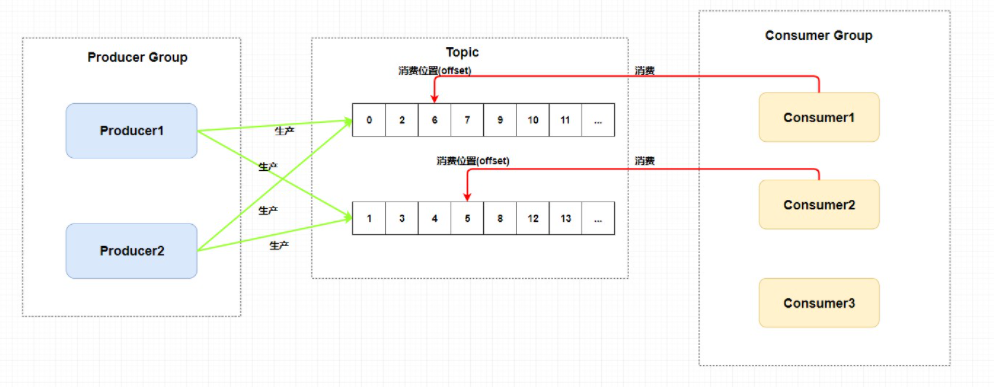 Producer Group
Producer1
Producer2
生产
生产
生产
生产
Topic
消费位置(offset)
0 2 6 7 9 10 11 ...
消费位置(offset)
1 3 4 5 8 12 13 ...
消费
消费
Consumer Group
Consumer1
Consumer2
Consumer3